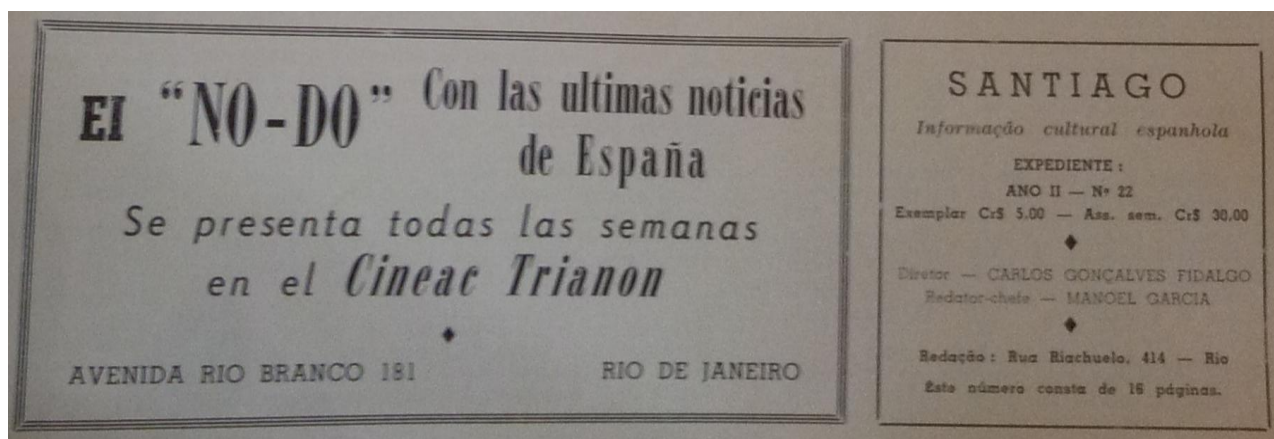 El "NO-DO" Con las ultimas noticias
de España
Se presenta todas las semanas
en el Cineac Trianon
AVENIDA RIO BRANCO 181 RIO DE JANEIRO
SANTIAGO
Informação cultural espanhola
EXPEDIENTE :
ANO II — Nº 22
Exemplar Cr$ 5,00 — Ass. sem. Cr$ 30,00
Diretor — CARLOS GONÇALVES FIDALGO
Redator-chefe — MANOEL GARCIA
Redação : Rua Riachuelo, 414 — Rio
Este número consta de 16 páginas.